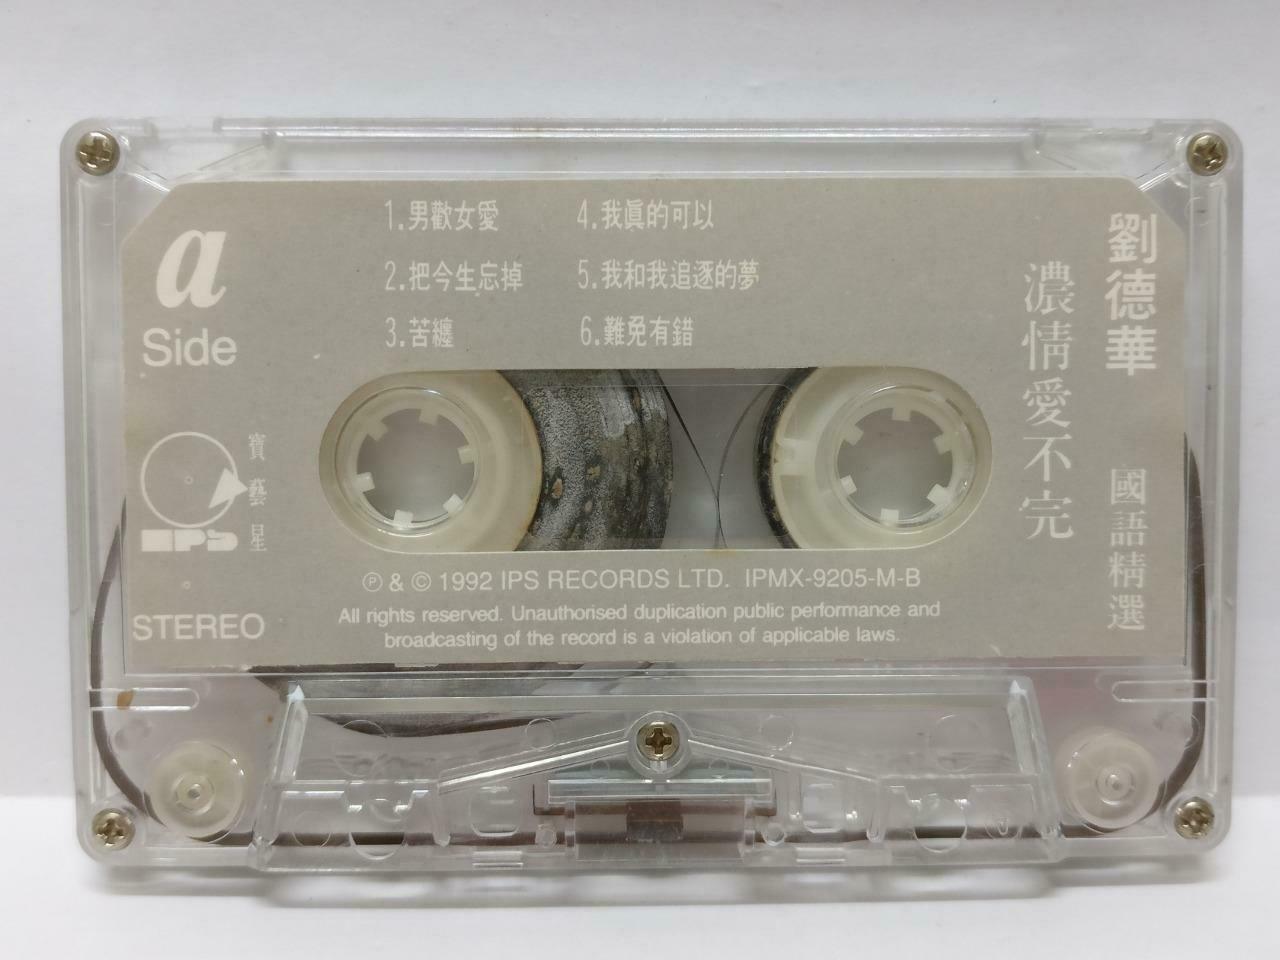 a
Side
寶藝星
IPS
STEREO
1.男歡女愛
2.把今生忘掉
3.苦纏
4.我眞的可以
5.我和我追逐的夢
6.難免有錯
劉德華 國語精選
濃情愛不完
℗ & © 1992 IPS RECORDS LTD. IPMX-9205-M-B
All rights reserved. Unauthorised duplication public performance and
broadcasting of the record is a violation of applicable laws.